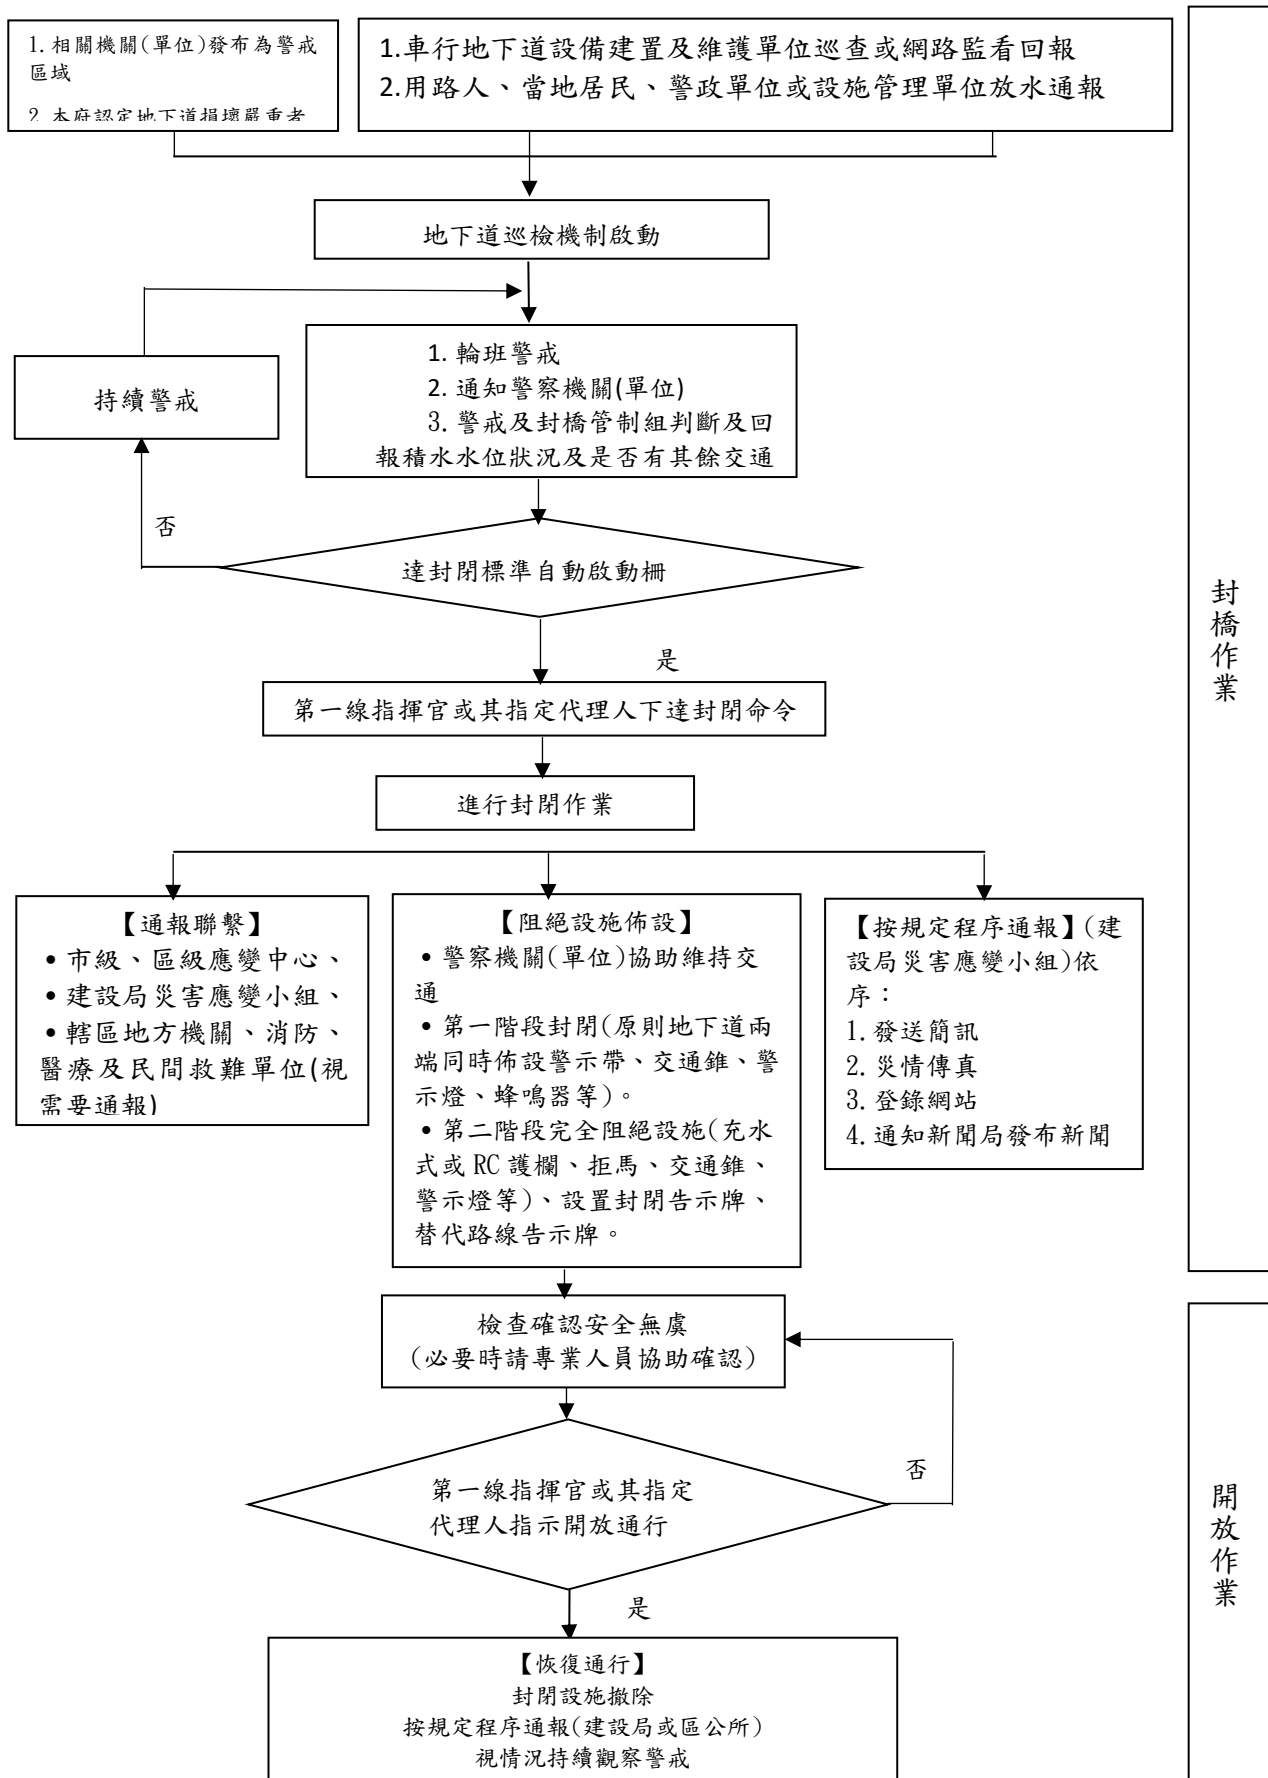 1. 相關機關(單位)發布為警戒
區域
2. 本府認定地下道損壞嚴重者
1.車行地下道設備建置及維護單位巡查或網路監看回報
2.用路人、當地居民、警政單位或設施管理單位放水通報
地下道巡檢機制啟動
1. 輪班警戒
2. 通知警察機關(單位)
3. 警戒及封橋管制組判斷及回
報積水水位狀況及是否有其餘交通
持續警戒
否
達封閉標準自動啟動柵
是
第一線指揮官或其指定代理人下達封閉命令
進行封閉作業
【通報聯繫】
•市級、區級應變中心、
•建設局災害應變小組、
•轄區地方機關、消防、
醫療及民間救難單位(視
需要通報)
【阻絕設施佈設】
•警察機關(單位)協助維持交
通
•第一階段封閉(原則地下道兩
端同時佈設警示帶、交通錐、警
示燈、蜂鳴器等)。
•第二階段完全阻絕設施(充水
式或 RC 護欄、拒馬、交通錐、
警示燈等)、設置封閉告示牌、
替代路線告示牌。
【按規定程序通報】(建
設局災害應變小組)依
序：
1. 發送簡訊
2. 災情傳真
3. 登錄網站
4. 通知新聞局發布新聞
封橋作業
檢查確認安全無虞
(必要時請專業人員協助確認)
否
第一線指揮官或其指定
代理人指示開放通行
是
【恢復通行】
封閉設施撤除
按規定程序通報(建設局或區公所)
視情況持續觀察警戒
開放作業